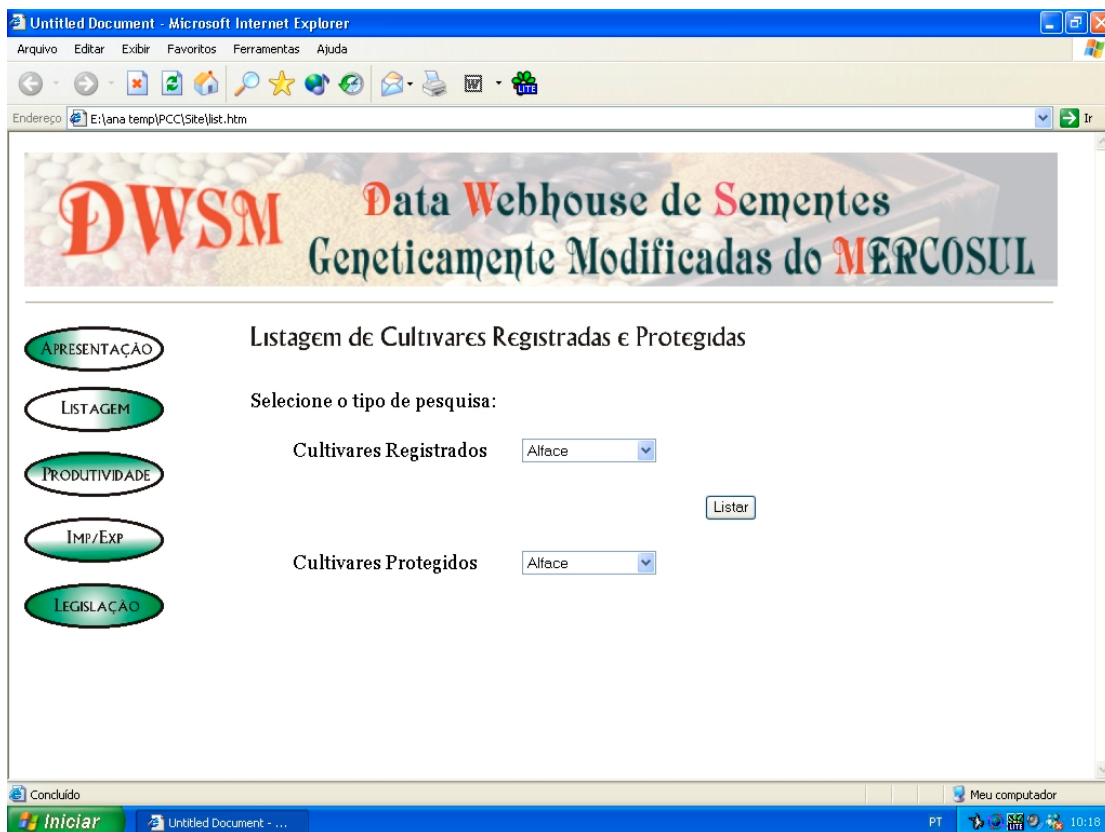 Untitled Document - Microsoft Internet Explorer
Arquivo Editar Exibir Favoritos Ferramentas Ajuda
W LITE
Endereço E:\ana temp\PCC\Site\list.htm Ir
DWSM Data Webhouse de Sementes
Geneticamente Modificadas do MERCOSUL
Listagem de Cultivares Registradas e Protegidas
APRESENTAÇÃO
LISTAGEM
PRODUTIVIDADE
IMP/EXP
LEGISLAÇÃO
Selecione o tipo de pesquisa:
Cultivares Registrados Alface
Listar
Cultivares Protegidos Alface
Concluído Meu computador
Iniciar Untitled Document - ... PT LITE 10:18